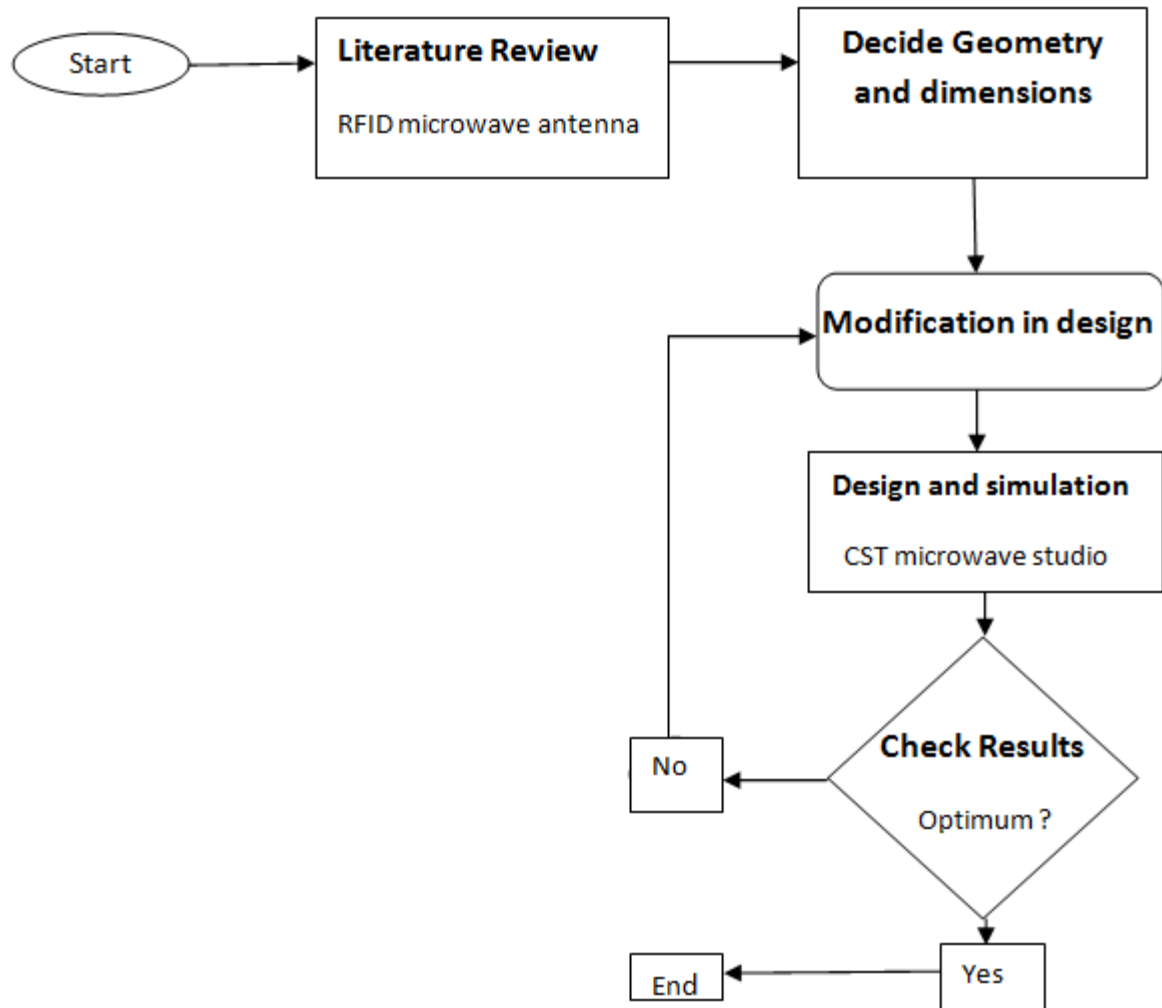 Start
Literature Review
RFID microwave antenna
Decide Geometry
and dimensions
Modification in design
Design and simulation
CST microwave studio
Check Results
Optimum ?
No
Yes
End